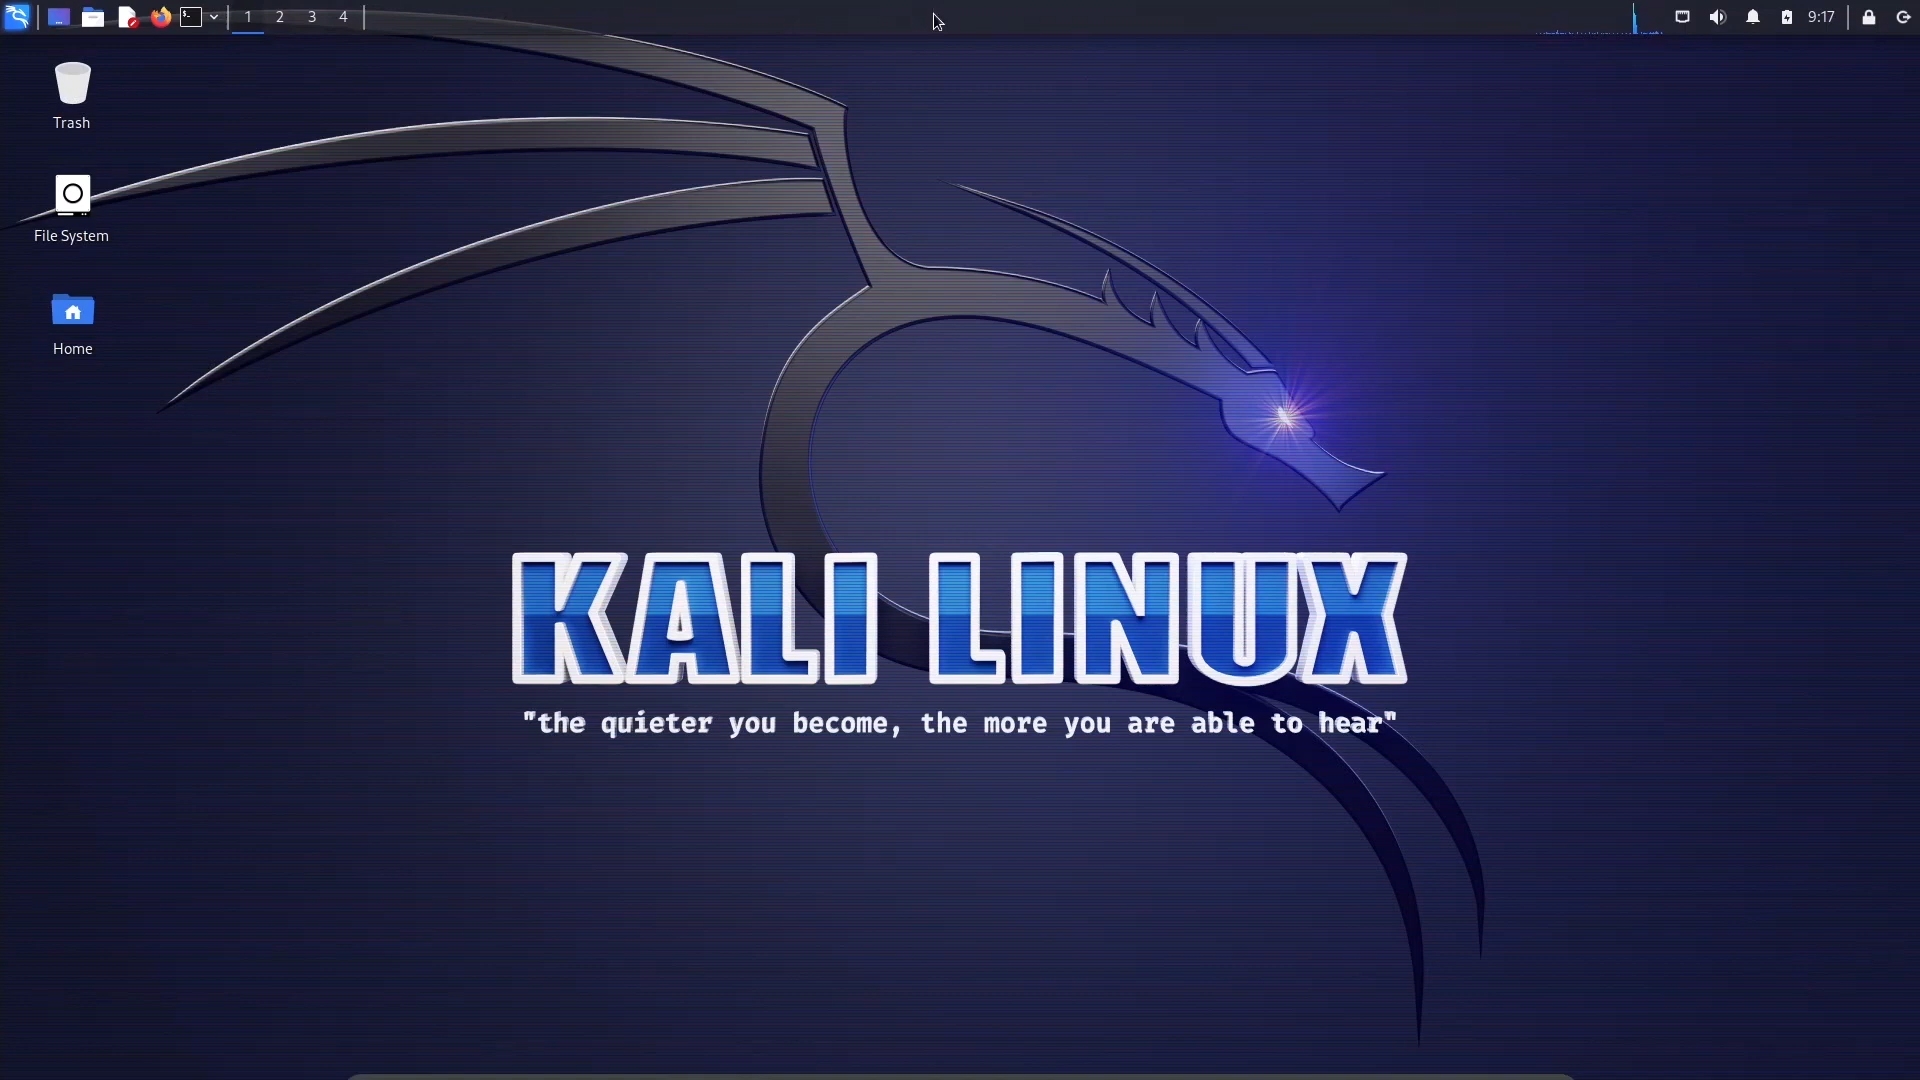 1 2 3 4
9:17
Trash
File System
Home
KALI LINUX
"the quieter you become, the more you are able to hear"